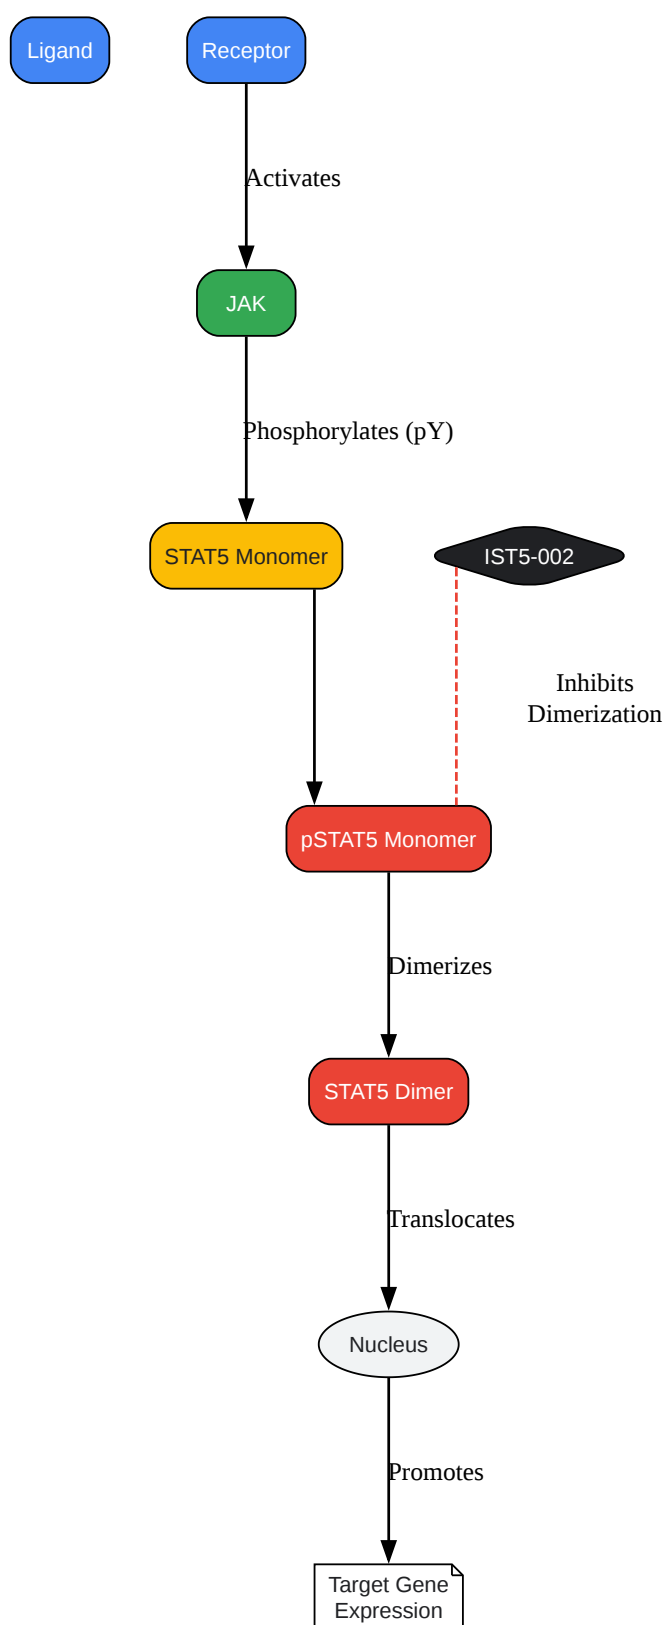 Ligand
Receptor
Activates
JAK
Phosphorylates (pY)
STAT5 Monomer
IST5-002
Inhibits
Dimerization
pSTAT5 Monomer
Dimerizes
STAT5 Dimer
Translocates
Nucleus
Promotes
Target Gene
Expression